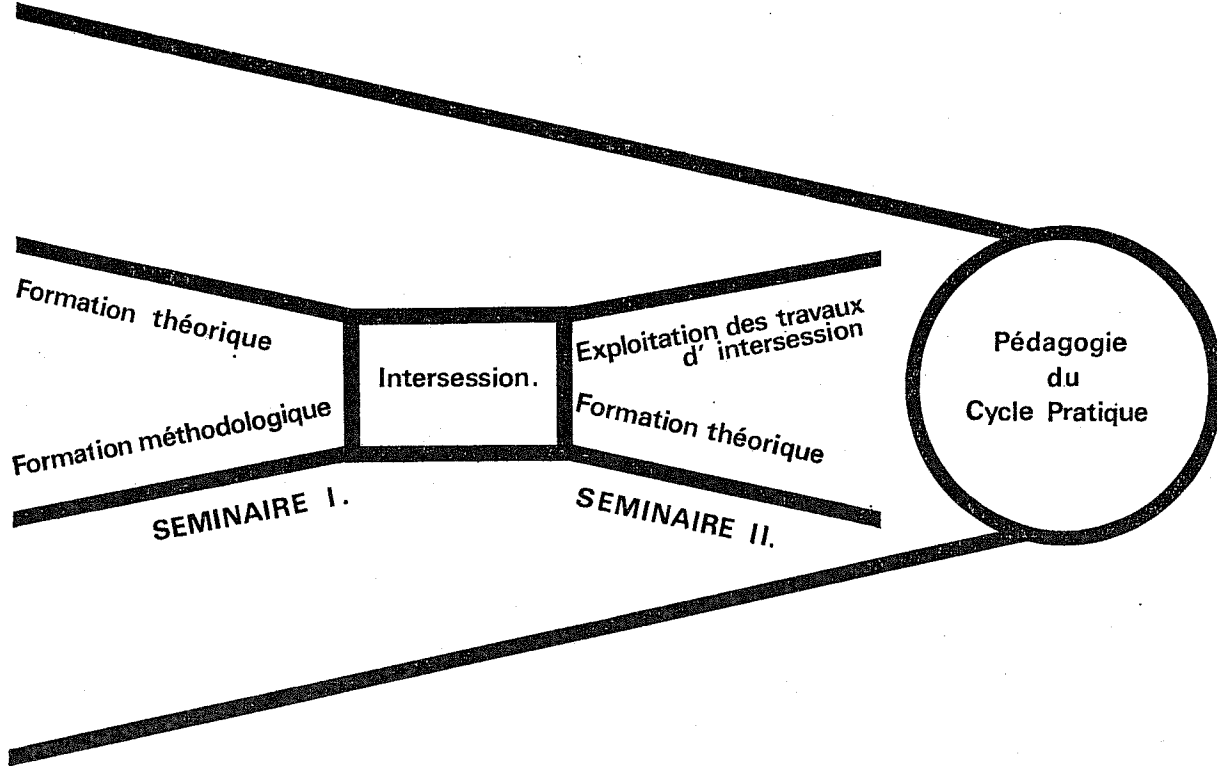 Formation théorique
Formation méthodologique
SEMINAIRE I.
Intersession.
Exploitation des travaux
d' intersession
Formation théorique
SEMINAIRE II.
Pédagogie
du
Cycle Pratique